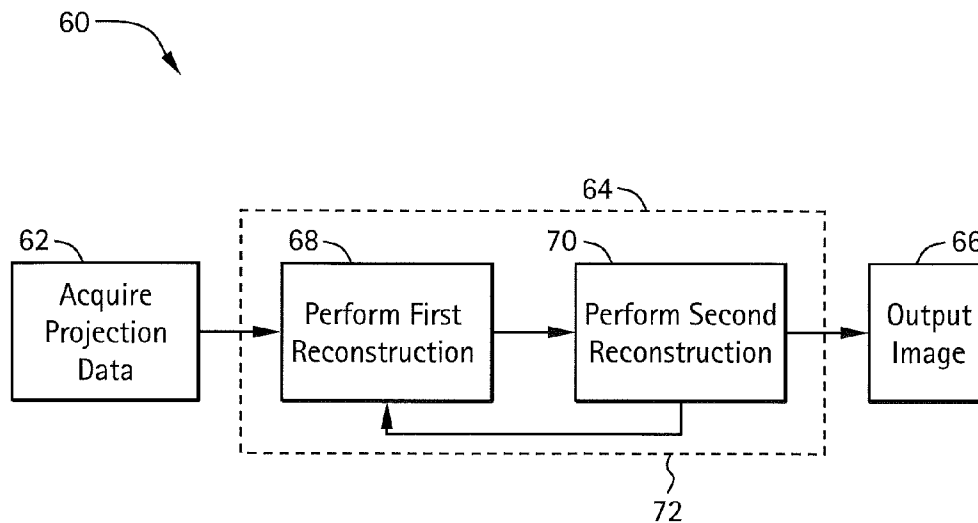 60
64
62
68
70
66
Acquire
Projection
Data
Perform First
Reconstruction
Perform Second
Reconstruction
Output
Image
72